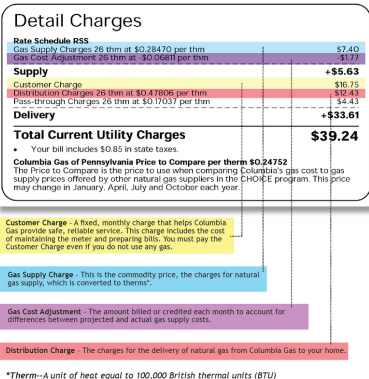 Detail Charges
Rate Schedule RSS
Gas Supply Charges 26 thm at $0.28470 per thm $7.40
Gas Cost Adjustment 26 thm at -$0.06811 per thm -$1.77
Supply +$5.63
Customer Charge $16.75
Distribution Charges 26 thm at $0.47806 per thm $12.43
Pass-through Charges 26 thm at $0.17037 per thm $4.43
Delivery +$33.61
Total Current Utility Charges $39.24
• Your bill includes $0.85 in state taxes.
Columbia Gas of Pennsylvania Price to Compare per therm $0.24752
The Price to Compare is the price to use when comparing Columbia's gas cost to gas
supply prices offered by other natural gas suppliers in the CHOICE program. This price
may change in January, April, July and October each year.
Customer Charge - A fixed, monthly charge that helps Columbia
Gas provide safe, reliable service. This charge includes the cost
of maintaining the meter and preparing bills. You must pay the
Customer Charge even if you do not use any gas.
Gas Supply Charge - This is the commodity price, the charges for natural
gas supply, which is converted to therms*.
Gas Cost Adjustment - The amount billed or credited each month to account for
differences between projected and actual gas supply costs.
Distribution Charge - The charges for the delivery of natural gas from Columbia Gas to your home.
*Therm--A unit of heat equal to 100,000 British thermal units (BTU)